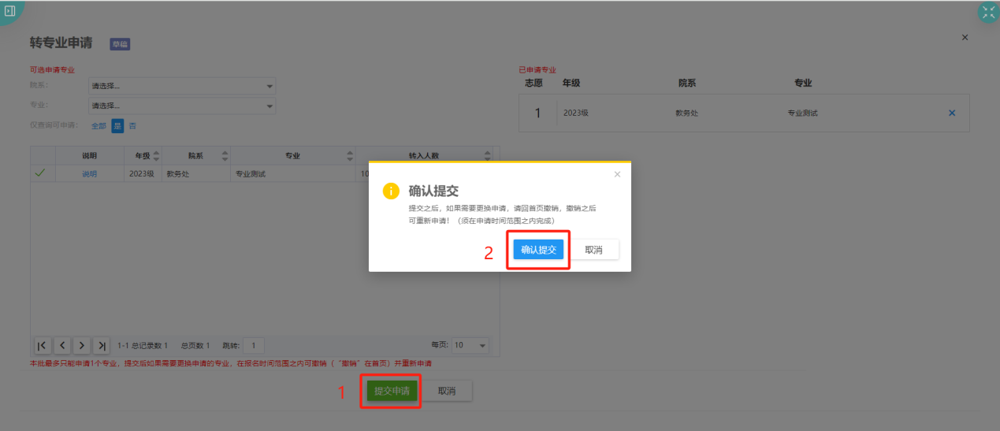 转专业申请 草稿
可选申请专业
院系: 请选择...
专业: 请选择...
仅查询可申请: 全部 是 否
说明 年级 院系 专业 转入人数
说明 2023级 教务处 专业测试 10
1-1 总记录数 1 总页数 1 跳转: 1 每页: 10
本批最多只能申请1个专业，提交后如果需要更换申请的专业，在报名时间范围之内可撤销（“撤销”在首页）并重新申请
1 提交申请 取消
已申请专业
志愿 年级 院系 专业
1 2023级 教务处 专业测试
确认提交
提交之后，如果需要更换申请，请回首页撤销，撤销之后
可重新申请！（须在申请时间范围之内完成）
2 确认提交 取消